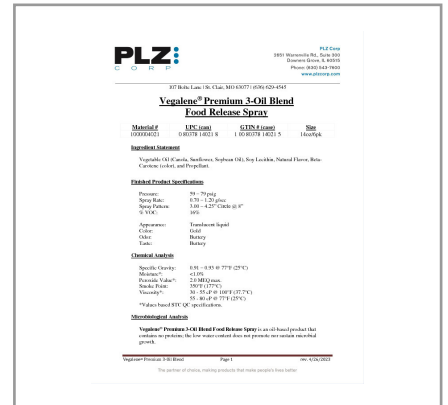 PLZ
CORP
PLZ Corp
2651 Warrenville Rd., Suite 300
Downers Grove, IL 60515
Phone: (630) 543-7600
www.plzcorp.com
107 Bolte Lane | St. Clair, MO 63077 | (636) 629-4545
Vegalene® Premium 3-Oil Blend
Food Release Spray
Material # UPC (can) GTIN # (case) Size
1000004021 0 80378 14021 8 1 00 80378 14021 5 14oz/6pk
Ingredient Statement
Vegetable Oil (Canola, Sunflower, Soybean Oil), Soy Lecithin, Natural Flavor, Beta-
Carotene (color), and Propellant.
Finished Product Specifications
Pressure: 59 – 79 psig
Spray Rate: 0.70 – 1.20 g/sec
Spray Pattern: 3.00 – 4.25" Circle @ 8"
% VOC: 16%
Appearance: Translucent liquid
Color: Gold
Odor: Buttery
Taste: Buttery
Chemical Analysis
Specific Gravity: 0.91 – 0.93 @ 77°F (25°C)
Moisture*: <1.0%
Peroxide Value*: 2.0 MEQ max.
Smoke Point: 350°F (177°C)
Viscosity*: 30 - 55 cP @ 100°F (37.7°C)
55 - 80 cP @ 77°F (25°C)
*Values based STC QC specifications.
Microbiological Analysis
Vegalene® Premium 3-Oil Blend Food Release Spray is an oil-based product that
contains no proteins; the low water content does not promote nor sustain microbial
growth.
Vegalene® Premium 3-Oil Blend Page 1 rev. 4/26/2023
The partner of choice, making products that make people's lives better